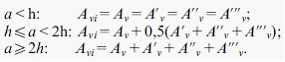 a < h: A_vi = A_v = A'_v = A''_v = A'''_v;
h ⩽ a < 2h: A_vi = A_v + 0,5(A'_v + A''_v + A'''_v);
a ⩾ 2h: A_vi = A_v + A'_v + A''_v + A'''_v.